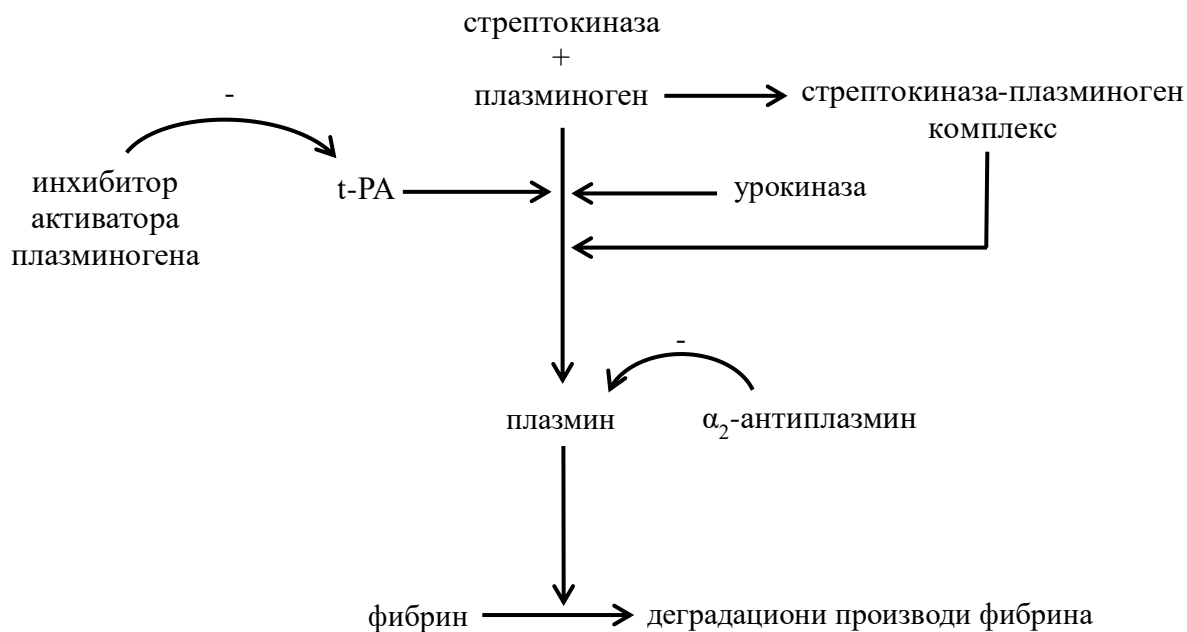 стрептокиназа
+
плазминоген
стрептокиназа-плазминоген
комплекс
-
инхибитор
активатора
плазминогена
t-PA
урокиназа
-
плазмин
α₂-антиплазмин
фибрин
деградациони производи фибрина